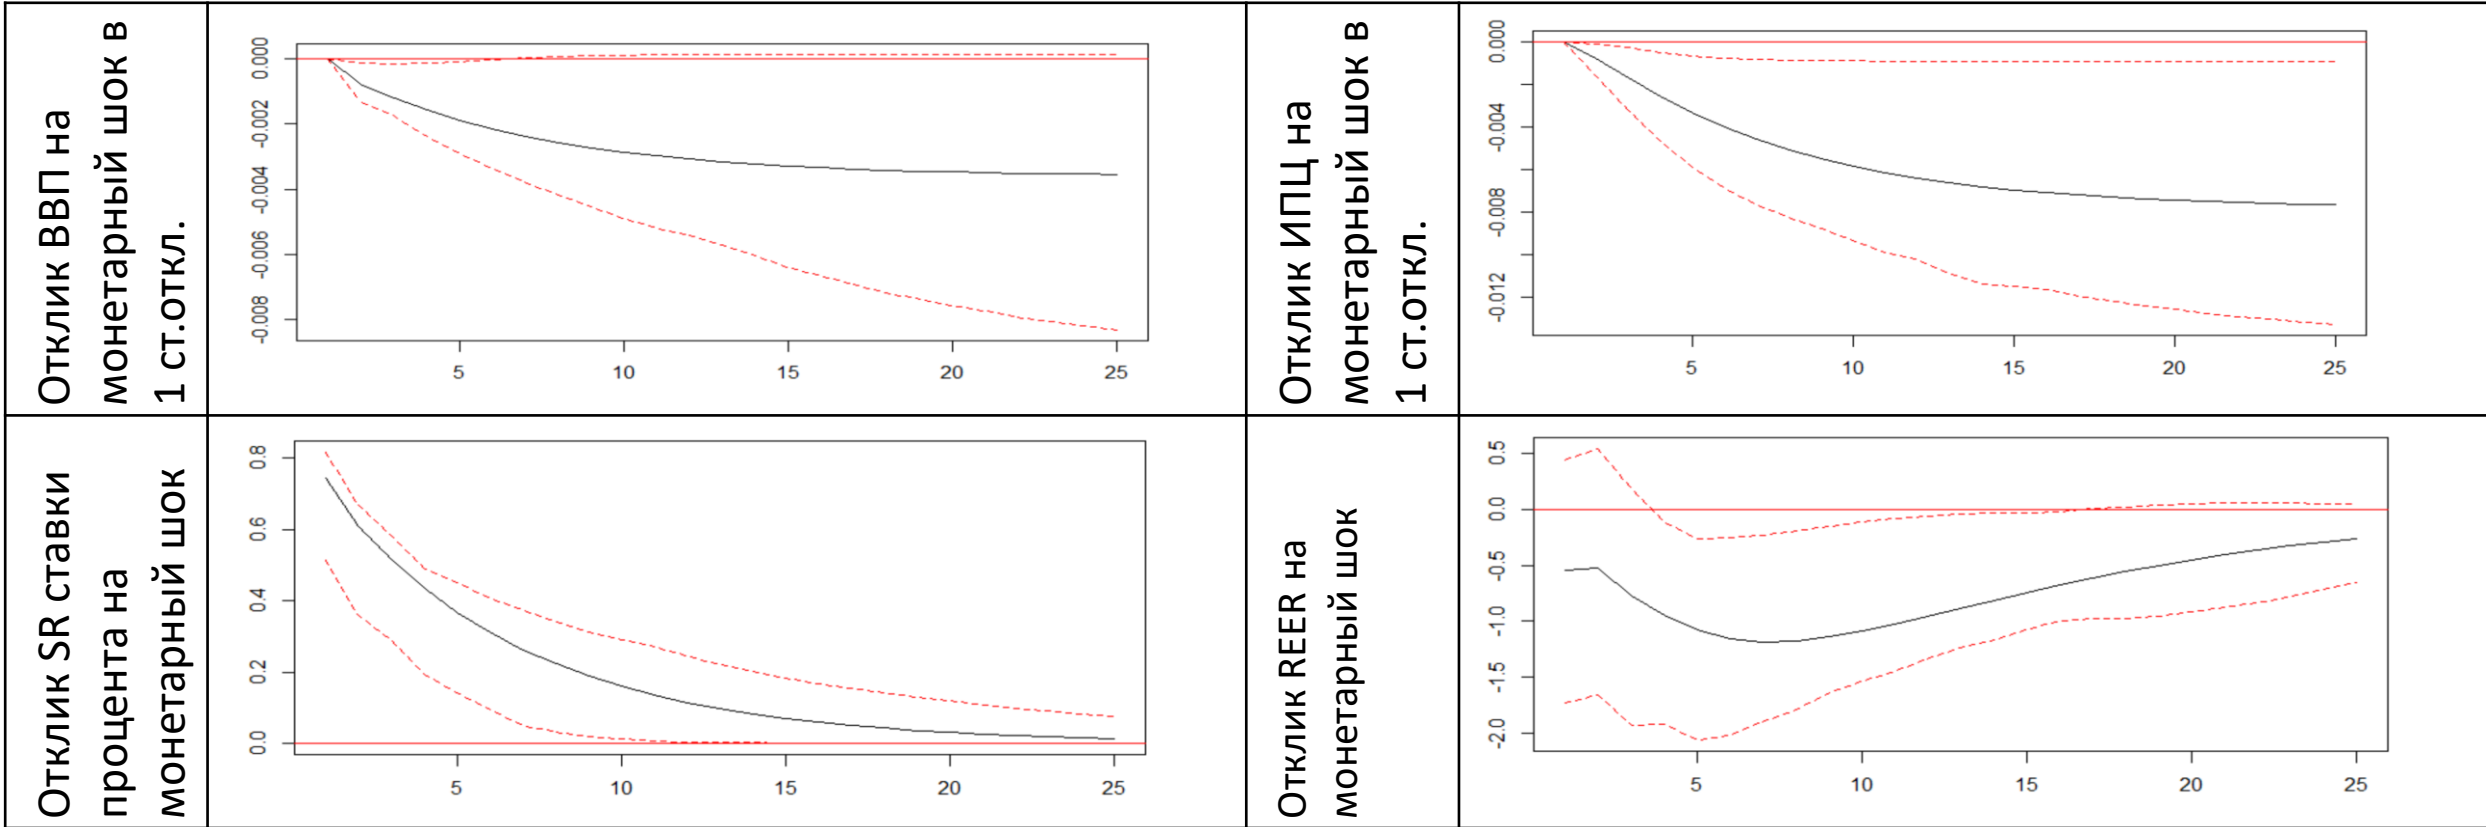 Отклик ВВП на
монетарный шок в
1 ст.откл.
0.000
-0.002
-0.004
-0.006
-0.008
5 10 15 20 25
Отклик ИПЦ на
монетарный шок в
1 ст.откл.
0.000
-0.004
-0.008
-0.012
5 10 15 20 25
Отклик SR ставки
процента на
монетарный шок
0.8
0.6
0.4
0.2
0.0
5 10 15 20 25
Отклик REER на
монетарный шок
0.5
0.0
-0.5
-1.0
-1.5
-2.0
5 10 15 20 25